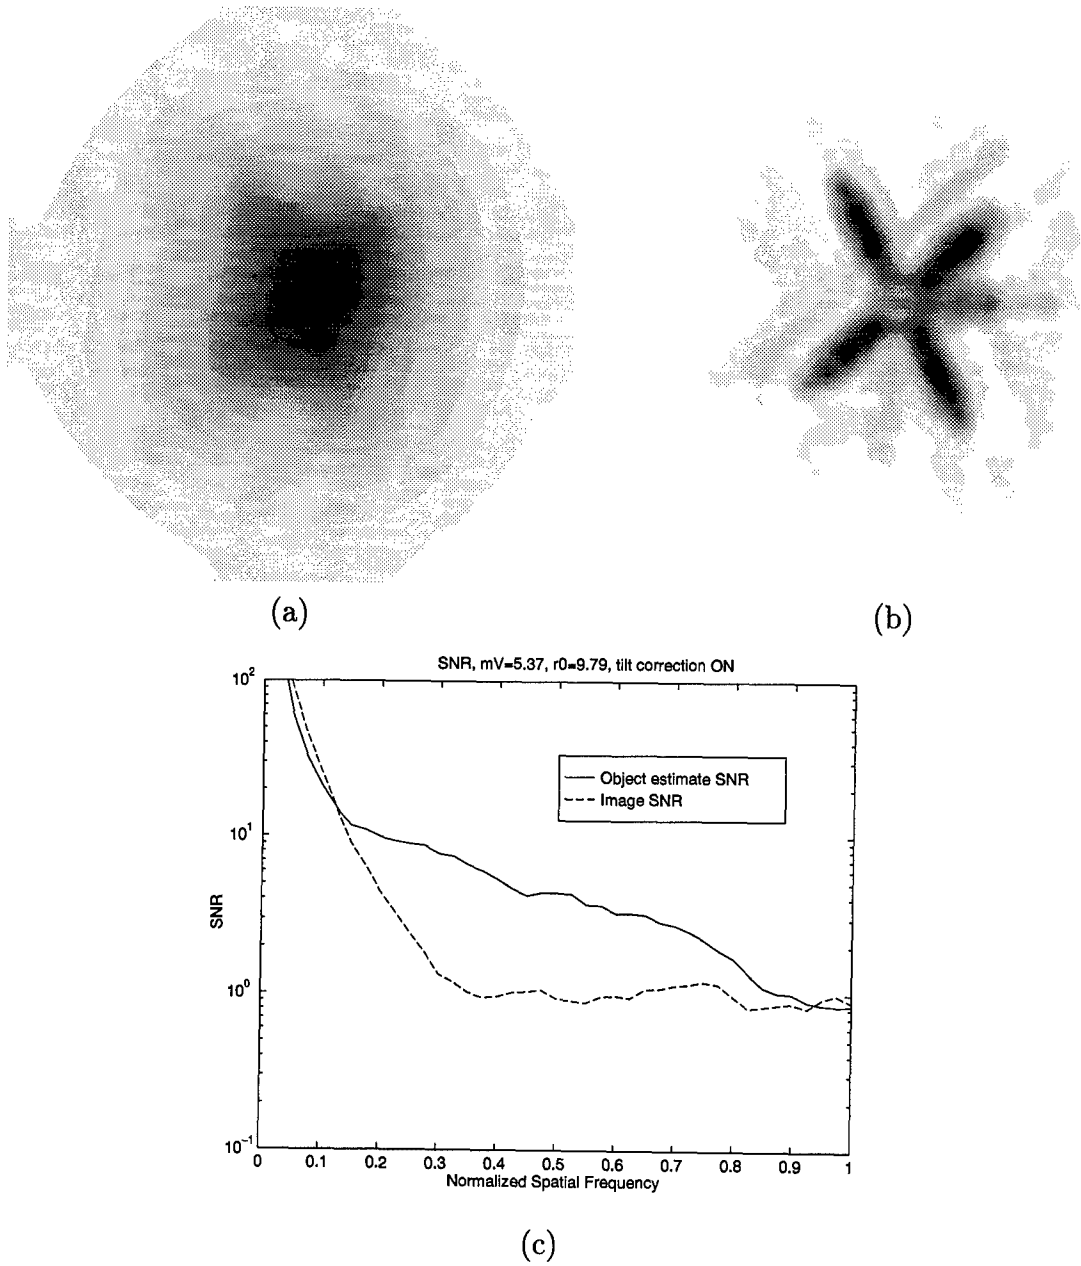 (a)
(b)
SNR, mV=5.37, r0=9.79, tilt correction ON
10^2
10^1
10^0
10^-1
SNR
Object estimate SNR
Image SNR
0 0.1 0.2 0.3 0.4 0.5 0.6 0.7 0.8 0.9 1
Normalized Spatial Frequency
(c)